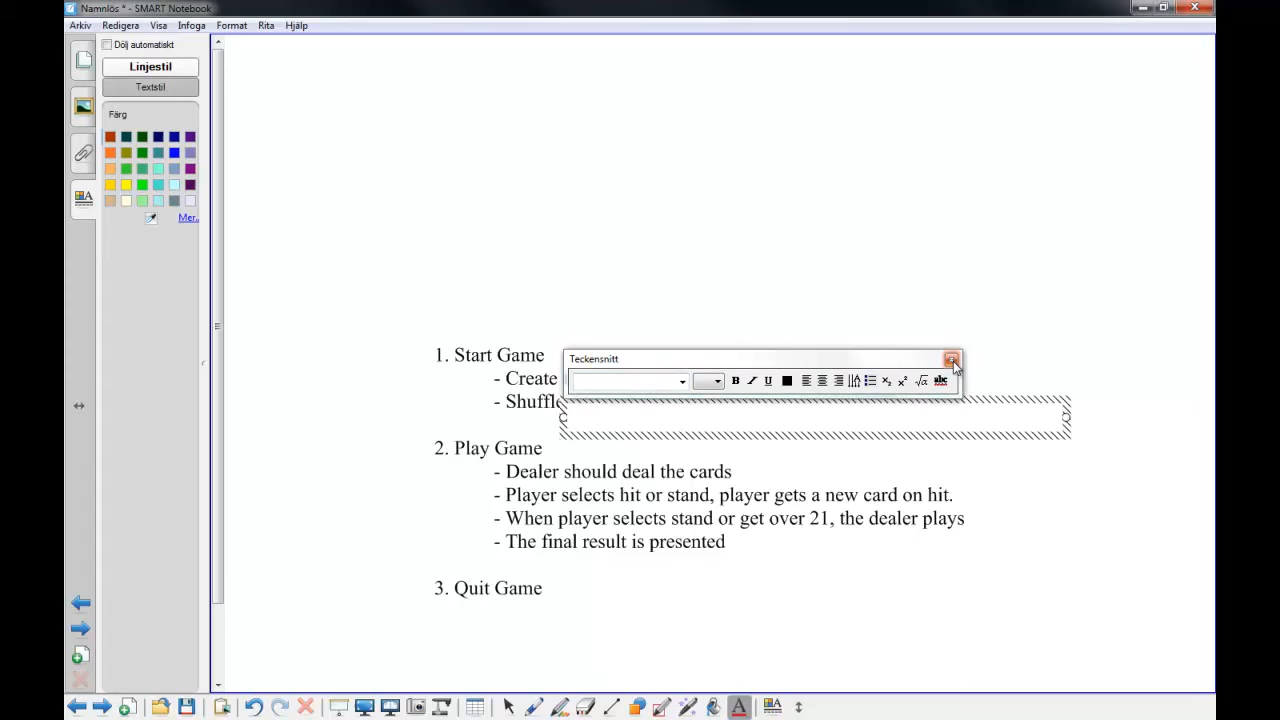 Namnlös * - SMART Notebook
Arkiv Redigera Visa Infoga Format Rita Hjälp
Dölj automatiskt
Linjestil
Textstil
Färg
Mer..
1. Start Game
Teckensnitt
- Create
- Shuffle
2. Play Game
- Dealer should deal the cards
- Player selects hit or stand, player gets a new card on hit.
- When player selects stand or get over 21, the dealer plays
- The final result is presented
3. Quit Game